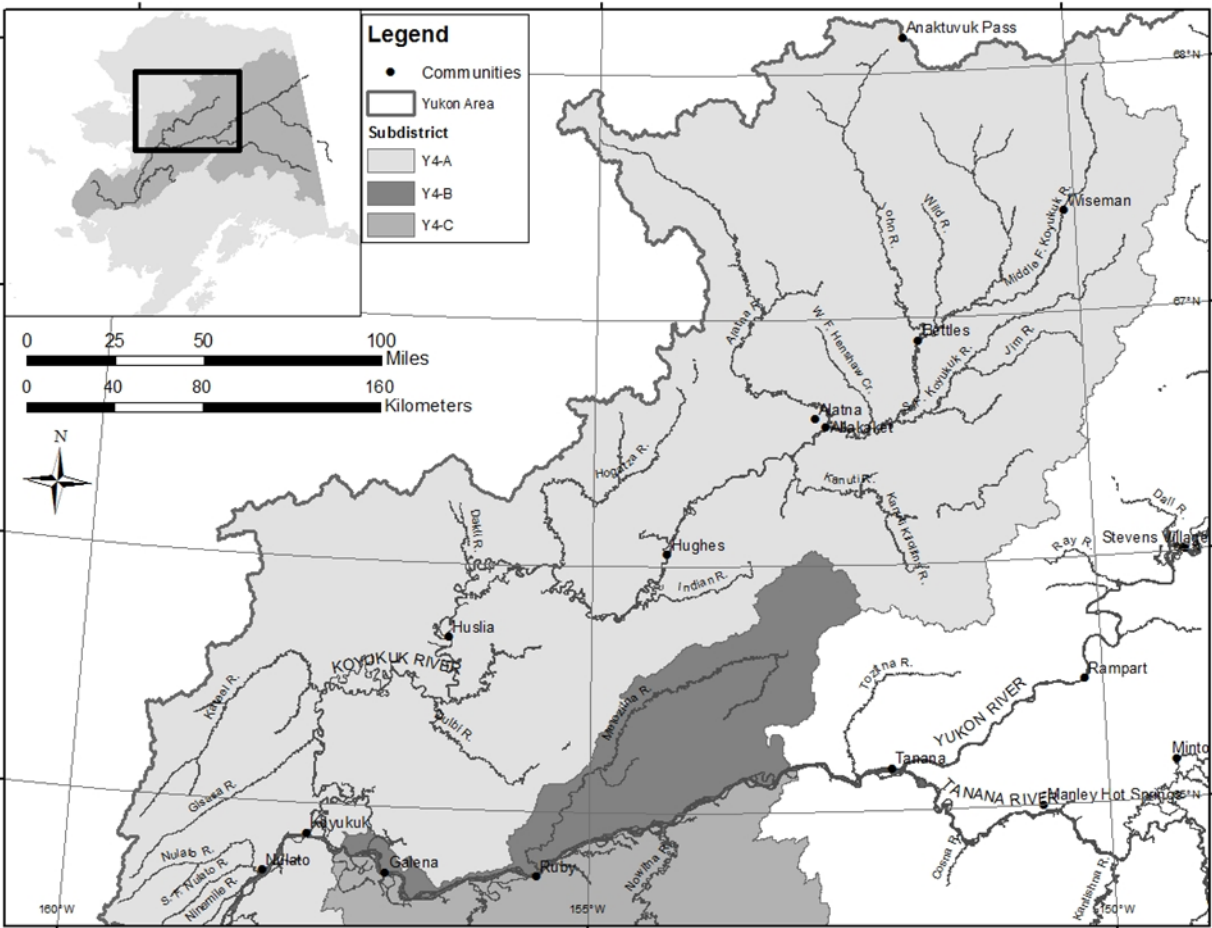 Legend
Communities
Yukon Area
Subdistrict
Y4-A
Y4-B
Y4-C
0 25 50 100
Miles
0 40 80 160
Kilometers
N
Anaktuvuk Pass
68°N
Wiseman
John R.
Wild R.
Middle F. Koyukuk R.
67°N
Alatna R.
W. F. Henshaw Cr.
Bettles
S. F. Koyukuk R.
Jim R.
Alatna
Allakaket
Hogatza R.
Kanuti R.
Kanuti Kilolitna R.
Dakli R.
Dall R.
Stevens Village
Ray R.
Hughes
Indian R.
Huslia
KOYUKUK RIVER
Kateel R.
Dulbi R.
Melozitna R.
Tozitna R.
Rampart
YUKON RIVER
Gisasa R.
Tanana
Minto
TANANA RIVER
Manley Hot Springs
65°N
Koyukuk
Nulato R.
Nulato
Galena
Ruby
S. F. Nulato R.
Ninemile R.
Nowitna R.
Cosna R.
Kantishna R.
160°W
155°W
150°W